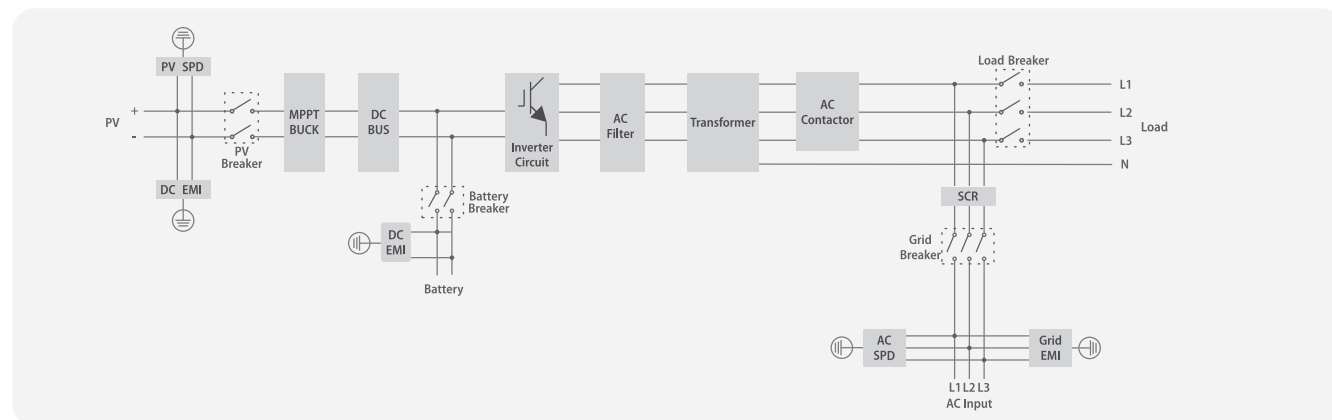 PV SPD
PV
+
-
PV
Breaker
DC EMI
MPPT
BUCK
DC
BUS
Battery
Breaker
DC
EMI
Battery
Inverter
Circuit
AC
Filter
Transformer
AC
Contactor
Load Breaker
L1
L2
L3
N
Load
SCR
Grid
Breaker
AC
SPD
Grid
EMI
L1 L2 L3
AC Input